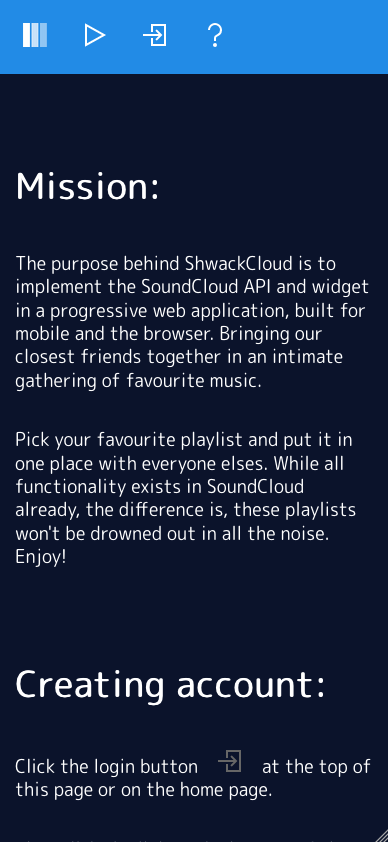 Mission:
The purpose behind ShwackCloud is to
implement the SoundCloud API and widget
in a progressive web application, built for
mobile and the browser. Bringing our
closest friends together in an intimate
gathering of favourite music.
Pick your favourite playlist and put it in
one place with everyone elses. While all
functionality exists in SoundCloud
already, the difference is, these playlists
won't be drowned out in all the noise.
Enjoy!
Creating account:
Click the login button at the top of
this page or on the home page.